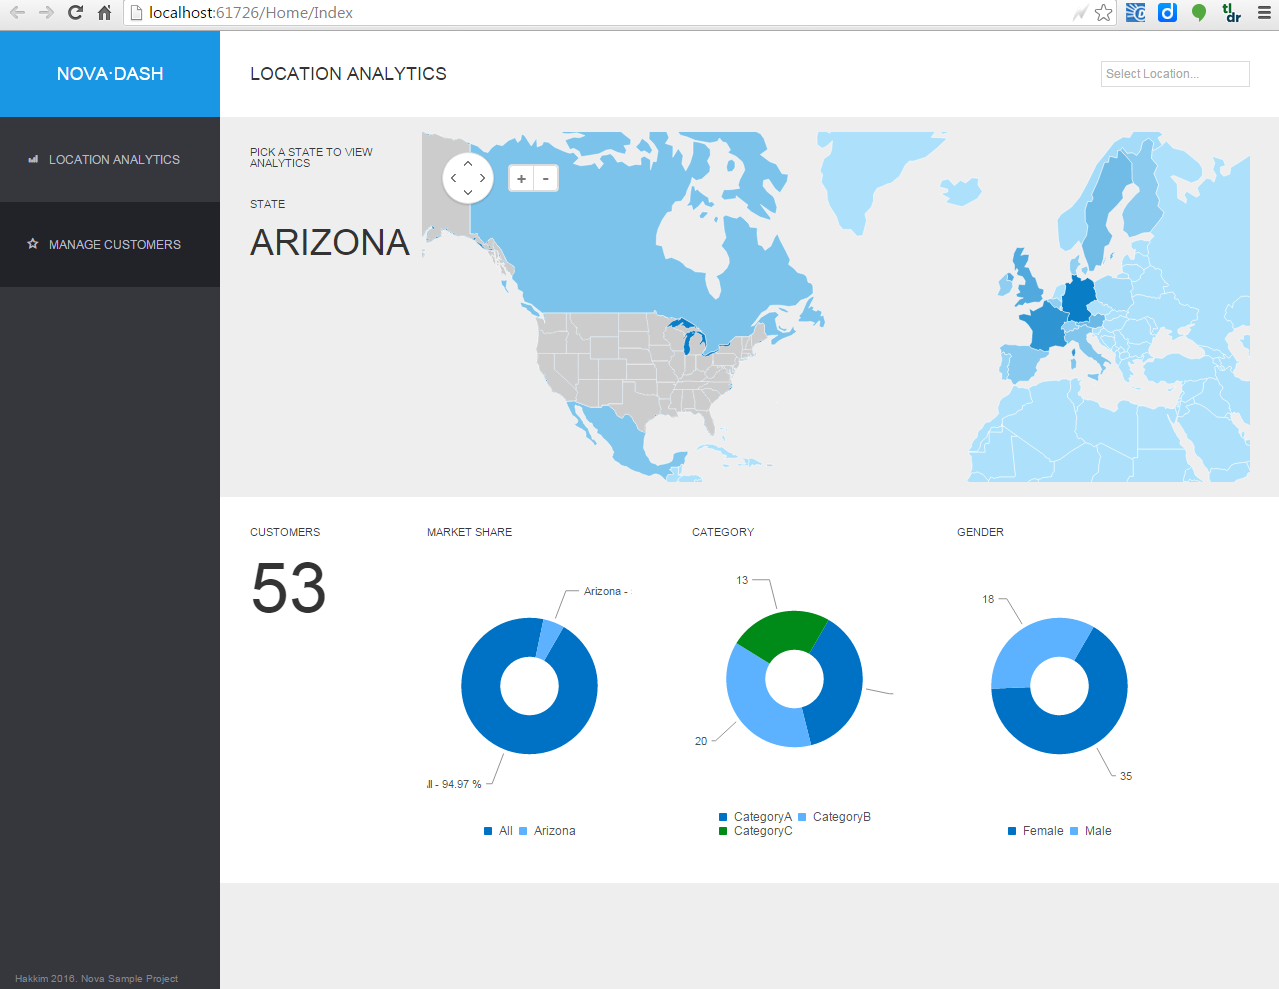 localhost:61726/Home/Index
tl
dr
NOVA·DASH
LOCATION ANALYTICS
Select Location...
LOCATION ANALYTICS
MANAGE CUSTOMERS
PICK A STATE TO VIEW
ANALYTICS
STATE
ARIZONA
+ -
CUSTOMERS
53
MARKET SHARE
Arizona -
- 94.97 %
All Arizona
CATEGORY
13
20
CategoryA CategoryB
CategoryC
GENDER
18
35
Female Male
Hakkim 2016. Nova Sample Project